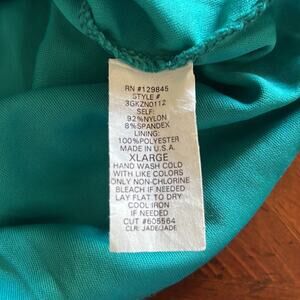 RN #129845
STYLE #
3GKZN0112
SELF:
92%NYLON
8%SPANDEX
LINING:
100%POLYESTER
MADE IN U.S.A.
XLARGE
HAND WASH COLD
WITH LIKE COLORS
ONLY NON-CHLORINE
BLEACH IF NEEDED
LAY FLAT TO DRY
COOL IRON
IF NEEDED
CUT #605564
CLR: JADE/JADE